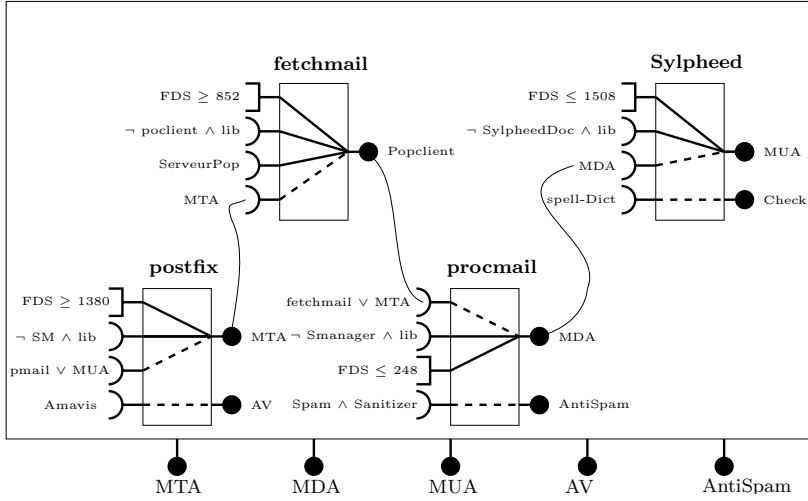 fetchmail
FDS ≥ 852
¬ poclient ∧ lib
ServeurPop
MTA
Popclient
Sylpheed
FDS ≤ 1508
¬ SylpheedDoc ∧ lib
MDA
spell-Dict
MUA
Check
postfix
FDS ≥ 1380
¬ SM ∧ lib
pmail ∨ MUA
Amavis
MTA
AV
procmail
fetchmail ∨ MTA
¬ Smanager ∧ lib
FDS ≤ 248
Spam ∧ Sanitizer
MDA
AntiSpam
MTA
MDA
MUA
AV
AntiSpam